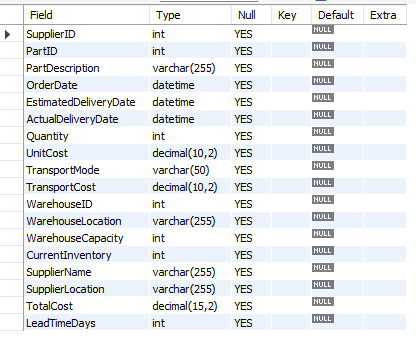 Field Type Null Key Default Extra
SupplierID int YES NULL
PartID int YES NULL
PartDescription varchar(255) YES NULL
OrderDate datetime YES NULL
EstimatedDeliveryDate datetime YES NULL
ActualDeliveryDate datetime YES NULL
Quantity int YES NULL
UnitCost decimal(10,2) YES NULL
TransportMode varchar(50) YES NULL
TransportCost decimal(10,2) YES NULL
WarehouseID int YES NULL
WarehouseLocation varchar(255) YES NULL
WarehouseCapacity int YES NULL
CurrentInventory int YES NULL
SupplierName varchar(255) YES NULL
SupplierLocation varchar(255) YES NULL
TotalCost decimal(15,2) YES NULL
LeadTimeDays int YES NULL